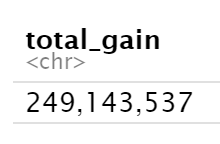 total_gain
<chr>
249,143,537